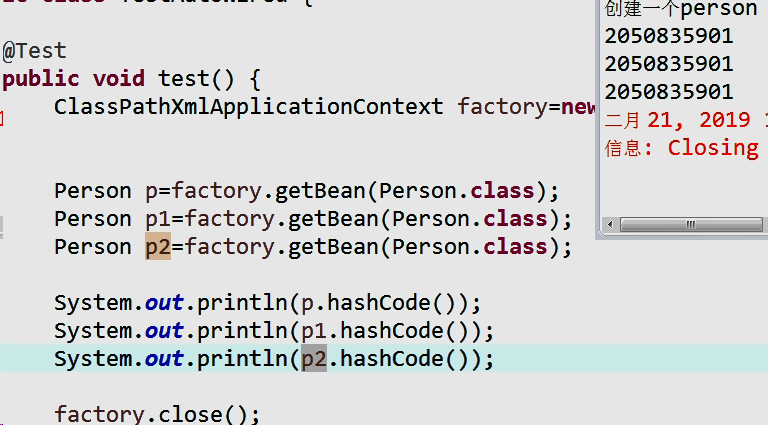 @Test
public void test() {
ClassPathXmlApplicationContext factory=new
Person p=factory.getBean(Person.class);
Person p1=factory.getBean(Person.class);
Person p2=factory.getBean(Person.class);
System.out.println(p.hashCode());
System.out.println(p1.hashCode());
System.out.println(p2.hashCode());
factory.close();
创建一个person
2050835901
2050835901
2050835901
二月 21, 2019
信息: Closing